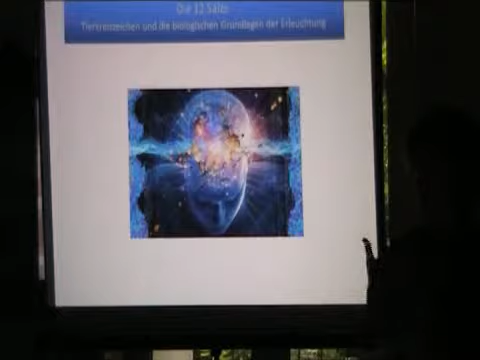 Die 12 Salze
Tierkreiszeichen und die biologischen Grundlagen der Erleuchtung